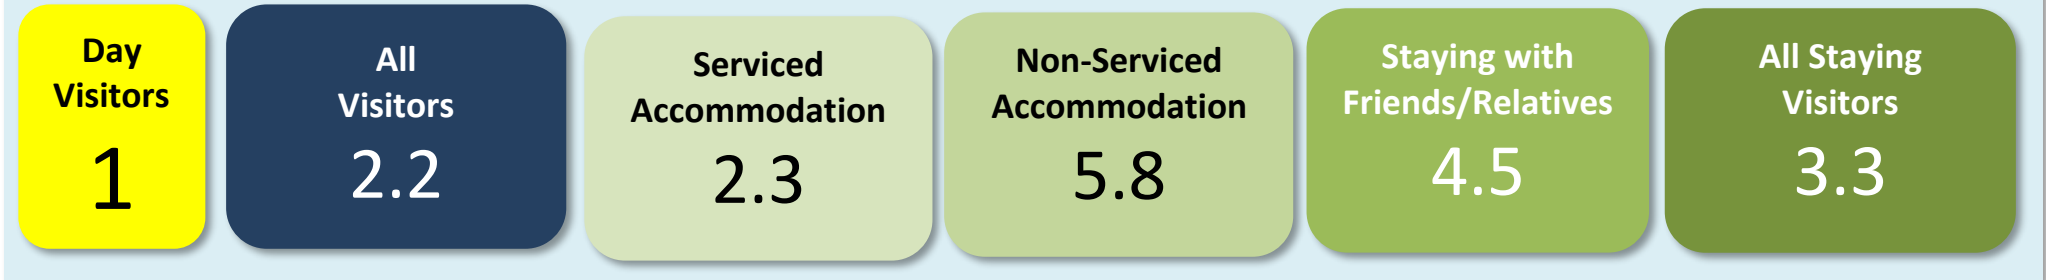 Day
Visitors
1
All
Visitors
2.2
Serviced
Accommodation
2.3
Non-Serviced
Accommodation
5.8
Staying with
Friends/Relatives
4.5
All Staying
Visitors
3.3